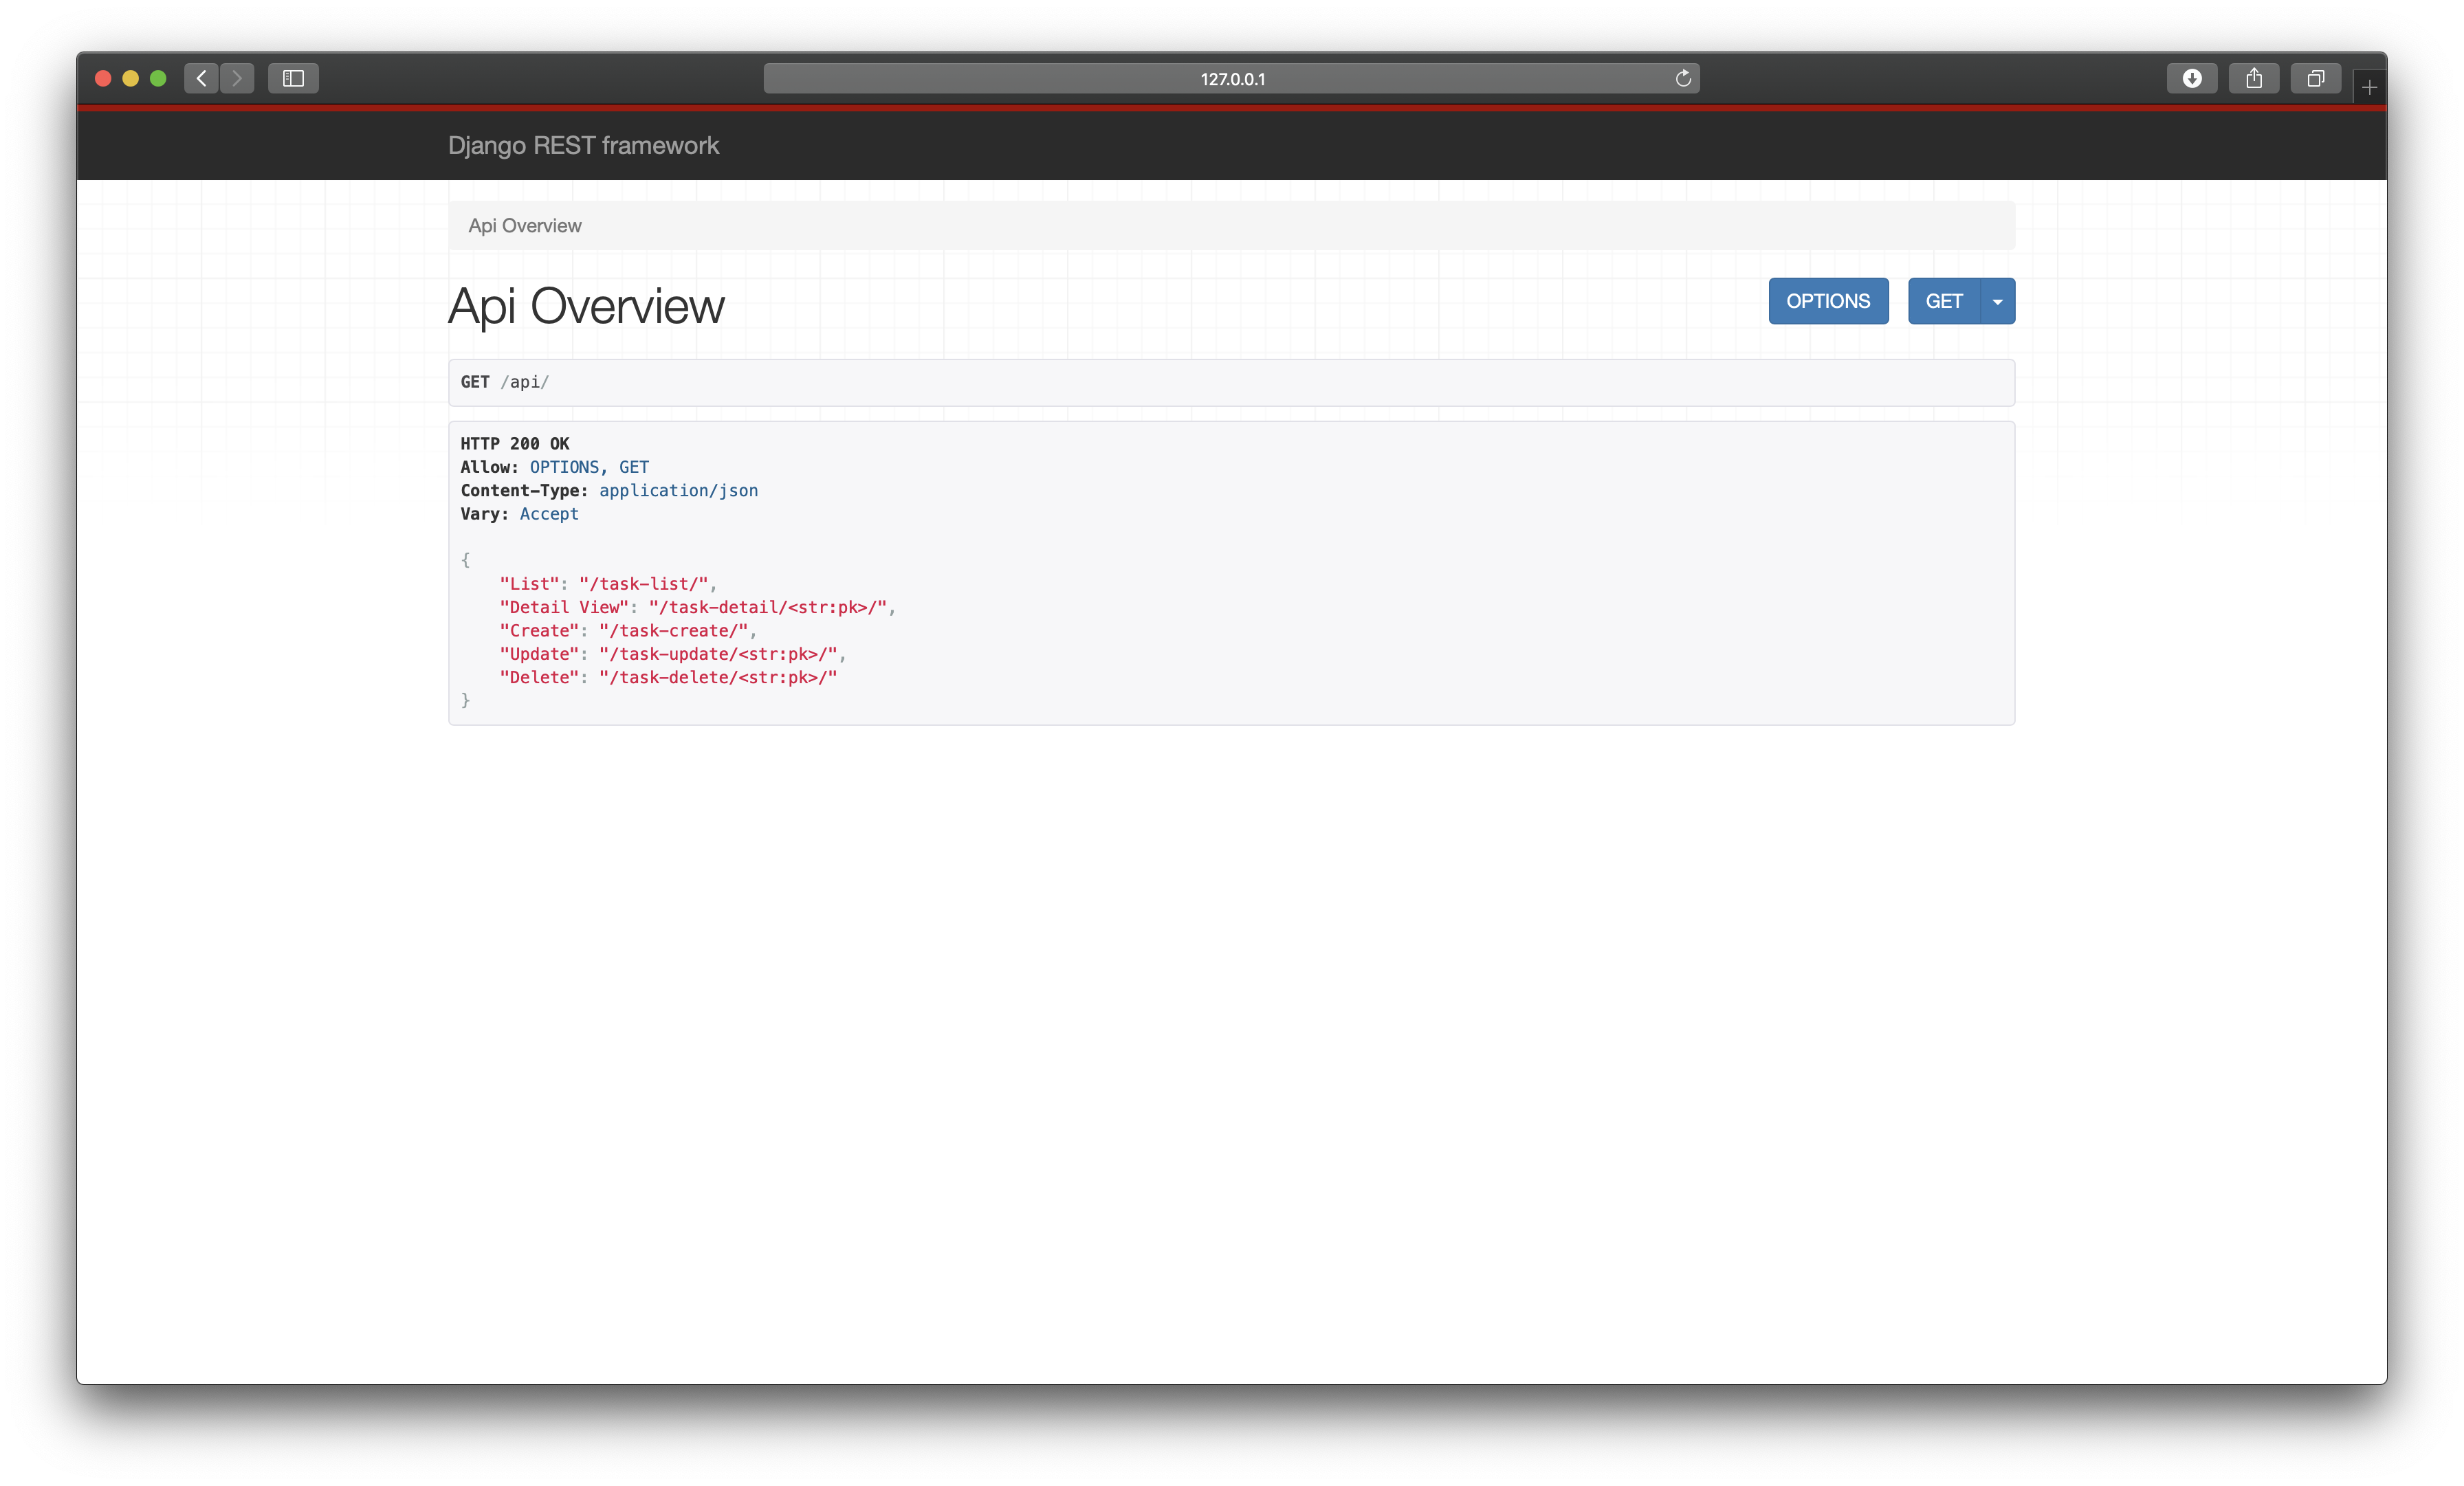 127.0.0.1
Django REST framework
Api Overview
Api Overview
OPTIONS
GET
GET /api/
HTTP 200 OK
Allow: OPTIONS, GET
Content-Type: application/json
Vary: Accept
{
    "List": "/task-list/",
    "Detail View": "/task-detail/<str:pk>/",
    "Create": "/task-create/",
    "Update": "/task-update/<str:pk>/",
    "Delete": "/task-delete/<str:pk>/"
}